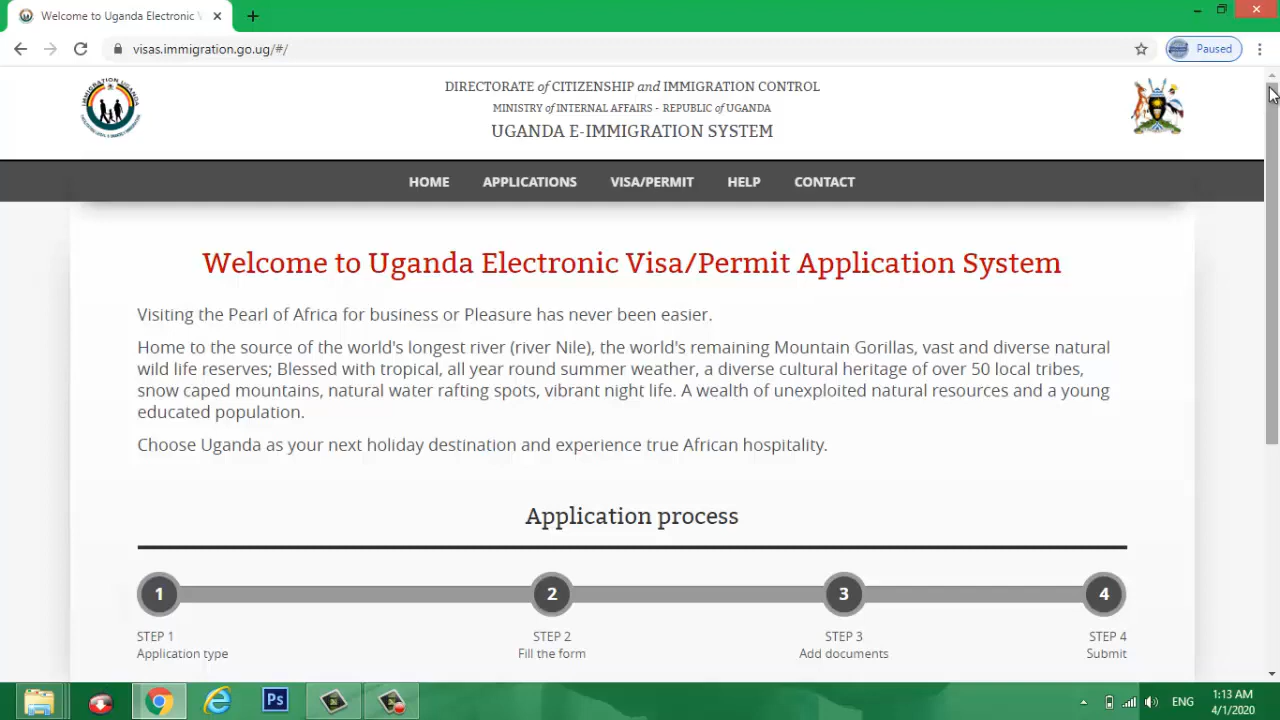 Welcome to Uganda Electronic V
visas.immigration.go.ug/#/
Paused
DIRECTORATE of CITIZENSHIP and IMMIGRATION CONTROL
MINISTRY of INTERNAL AFFAIRS - REPUBLIC of UGANDA
UGANDA E-IMMIGRATION SYSTEM
HOME APPLICATIONS VISA/PERMIT HELP CONTACT
Welcome to Uganda Electronic Visa/Permit Application System
Visiting the Pearl of Africa for business or Pleasure has never been easier.
Home to the source of the world's longest river (river Nile), the world's remaining Mountain Gorillas, vast and diverse natural
wild life reserves; Blessed with tropical, all year round summer weather, a diverse cultural heritage of over 50 local tribes,
snow caped mountains, natural water rafting spots, vibrant night life. A wealth of unexploited natural resources and a young
educated population.
Choose Uganda as your next holiday destination and experience true African hospitality.
Application process
1 2 3 4
STEP 1 STEP 2 STEP 3 STEP 4
Application type Fill the form Add documents Submit
Ps
ENG
1:13 AM
4/1/2020